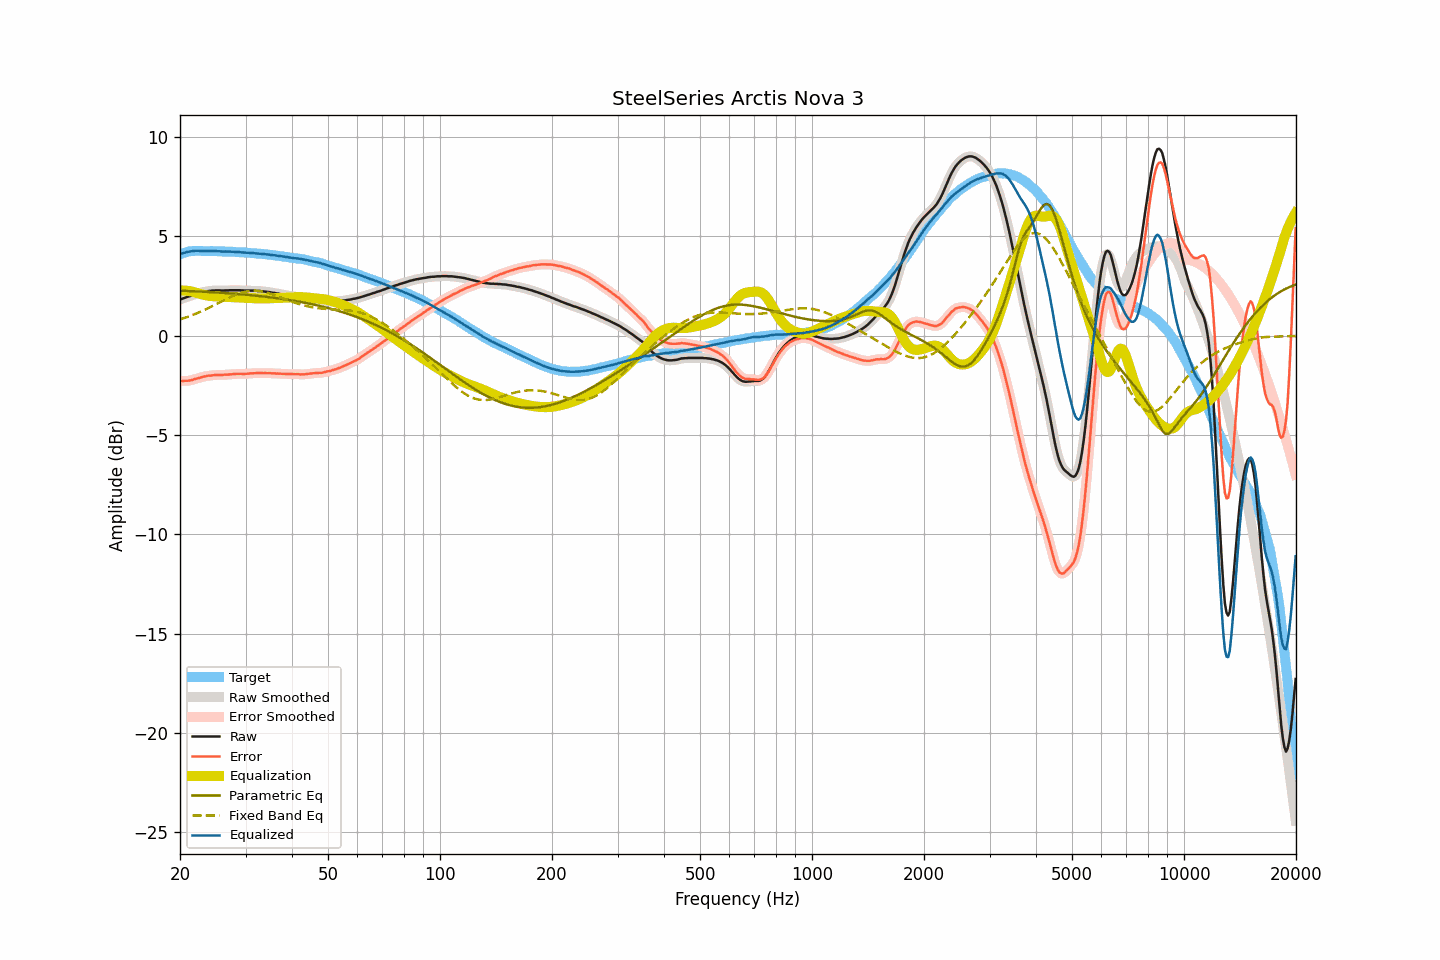 SteelSeries Arctis Nova 3
Amplitude (dBr)
10
5
0
−5
−10
−15
−20
−25
Target
Raw Smoothed
Error Smoothed
Raw
Error
Equalization
Parametric Eq
Fixed Band Eq
Equalized
20 50 100 200 500 1000 2000 5000 10000 20000
Frequency (Hz)